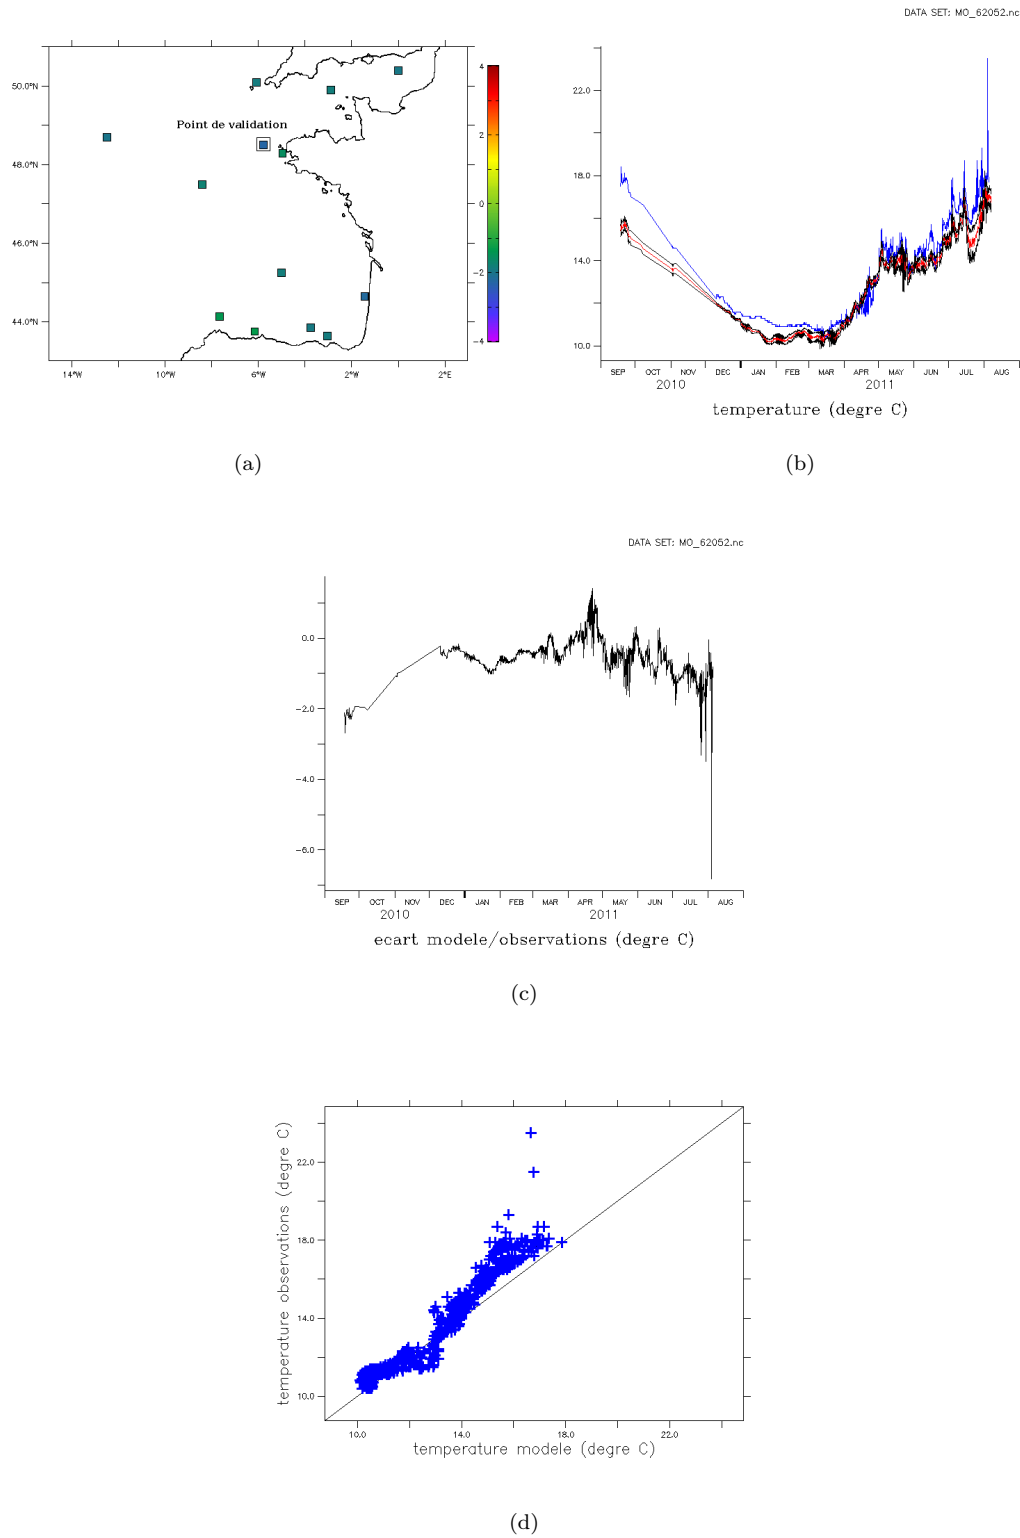 DATA SET: MO_62052.nc
Point de validation
50.0°N
48.0°N
46.0°N
44.0°N
14°W 10°W 6°W 2°W 2°E
4
2
0
−2
−4
(a)
22.0
18.0
14.0
10.0
SEP OCT NOV DEC JAN FEB MAR APR MAY JUN JUL AUG
2010 2011
temperature (degre C)
(b)
DATA SET: MO_62052.nc
0.0
−2.0
−4.0
−6.0
SEP OCT NOV DEC JAN FEB MAR APR MAY JUN JUL AUG
2010 2011
ecart modele/observations (degre C)
(c)
temperature observations (degre C)
22.0
18.0
14.0
10.0
10.0 14.0 18.0 22.0
temperature modele (degre C)
(d)